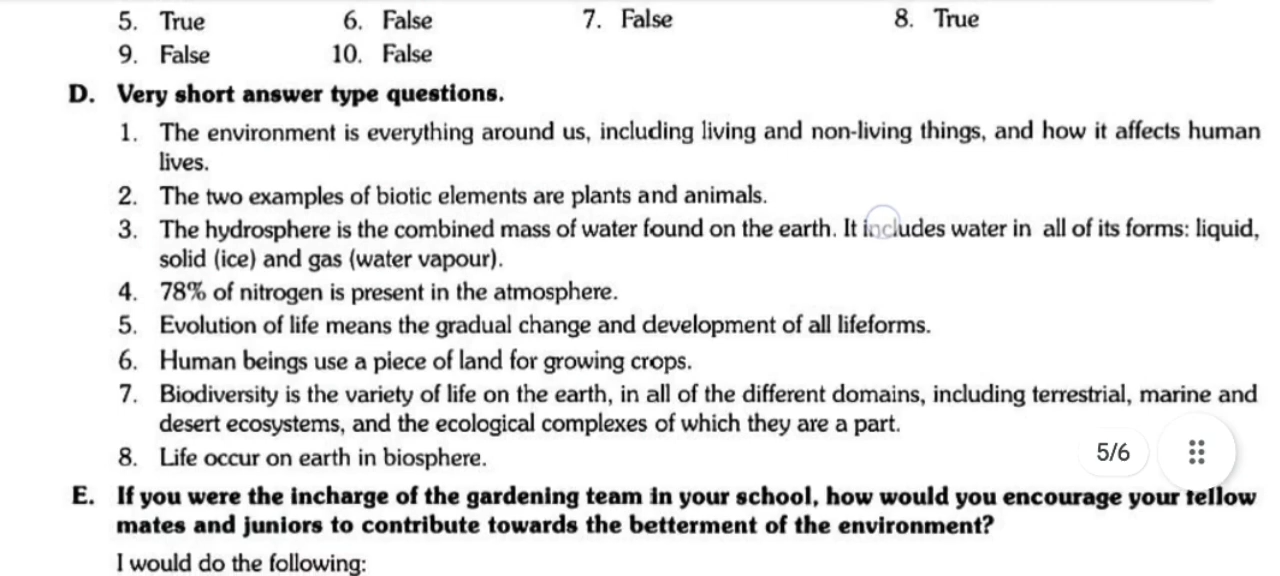 5. True 6. False 7. False 8. True
9. False 10. False
D. Very short answer type questions.
1. The environment is everything around us, including living and non-living things, and how it affects human
lives.
2. The two examples of biotic elements are plants and animals.
3. The hydrosphere is the combined mass of water found on the earth. It includes water in all of its forms: liquid,
solid (ice) and gas (water vapour).
4. 78% of nitrogen is present in the atmosphere.
5. Evolution of life means the gradual change and development of all lifeforms.
6. Human beings use a piece of land for growing crops.
7. Biodiversity is the variety of life on the earth, in all of the different domains, including terrestrial, marine and
desert ecosystems, and the ecological complexes of which they are a part.
8. Life occur on earth in biosphere.
5/6
E. If you were the incharge of the gardening team in your school, how would you encourage your fellow
mates and juniors to contribute towards the betterment of the environment?
I would do the following: